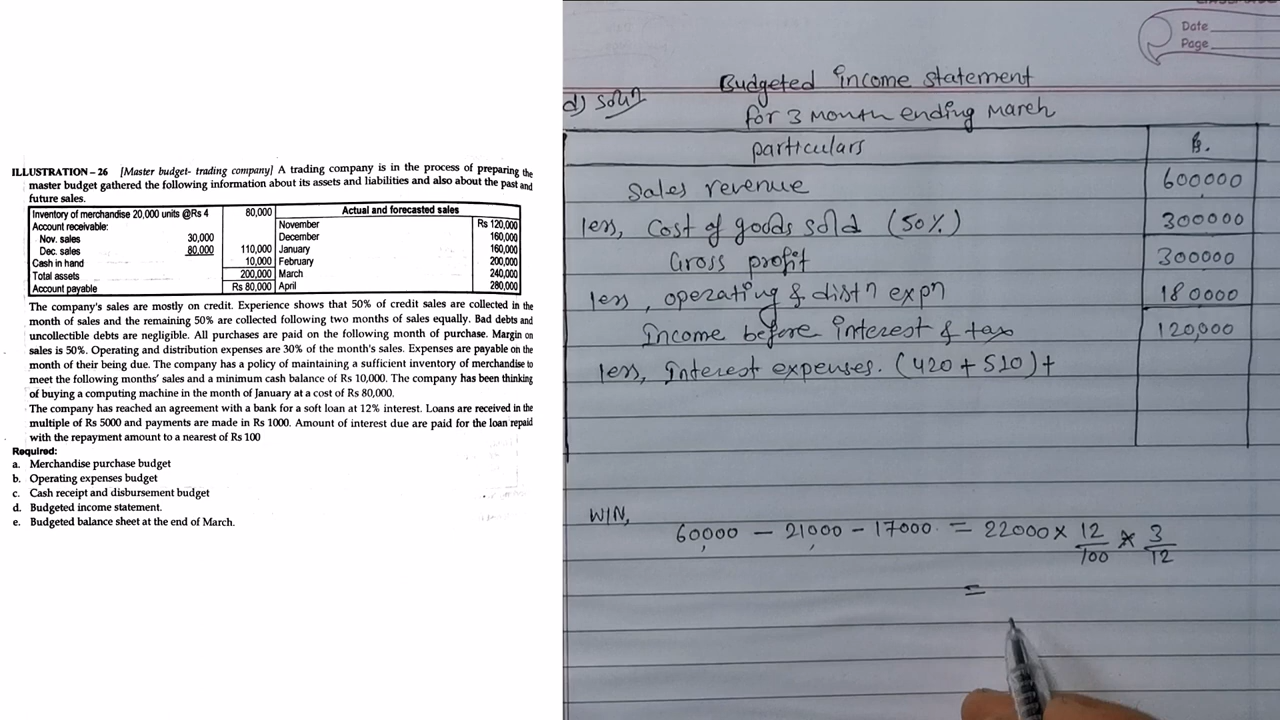 ILLUSTRATION – 26 [Master budget- trading company] A trading company is in the process of preparing the
master budget gathered the following information about its assets and liabilities and also about the past and
future sales.
Inventory of merchandise 20,000 units @Rs 4 80,000 Actual and forecasted sales
Account receivable: November Rs 120,000
Nov. sales 30,000 December 160,000
Dec. sales 80,000 110,000 January 160,000
Cash in hand 10,000 February 200,000
Total assets 200,000 March 240,000
Account payable Rs 80,000 April 280,000
The company's sales are mostly on credit. Experience shows that 50% of credit sales are collected in the
month of sales and the remaining 50% are collected following two months of sales equally. Bad debts and
uncollectible debts are negligible. All purchases are paid on the following month of purchase. Margin on
sales is 50%. Operating and distribution expenses are 30% of the month's sales. Expenses are payable on the
month of their being due. The company has a policy of maintaining a sufficient inventory of merchandise to
meet the following months' sales and a minimum cash balance of Rs 10,000. The company has been thinking
of buying a computing machine in the month of January at a cost of Rs 80,000.
The company has reached an agreement with a bank for a soft loan at 12% interest. Loans are received in the
multiple of Rs 5000 and payments are made in Rs 1000. Amount of interest due are paid for the loan repaid
with the repayment amount to a nearest of Rs 100
Required:
a. Merchandise purchase budget
b. Operating expenses budget
c. Cash receipt and disbursement budget
d. Budgeted income statement.
e. Budgeted balance sheet at the end of March.
Date
Page
Budgeted income statement
d) Solun
for 3 month ending March
particulars Rs.
Sales revenue 600000
less, Cost of goods sold (50%) 300000
Gross profit 300000
less, operating & distn expn 180000
Income before interest & tax 120,000
less, Interest expenses. (420 + 510) +
W/N,
60000 – 21000 – 17000 = 22000 × 12/100 × 3/12
=